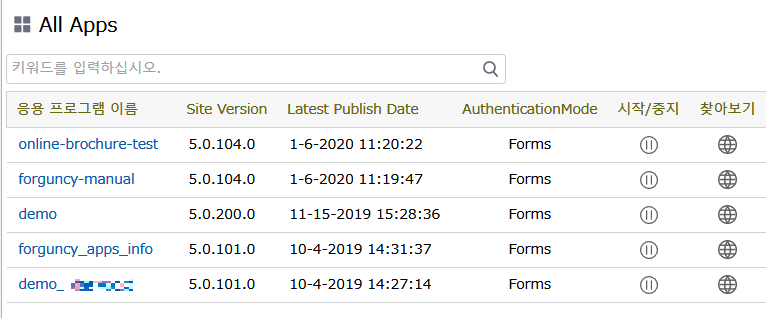 All Apps
키워드를 입력하십시오.
응용 프로그램 이름 Site Version Latest Publish Date AuthenticationMode 시작/중지 찾아보기
online-brochure-test 5.0.104.0 1-6-2020 11:20:22 Forms
forguncy-manual 5.0.104.0 1-6-2020 11:19:47 Forms
demo 5.0.200.0 11-15-2019 15:28:36 Forms
forguncy_apps_info 5.0.101.0 10-4-2019 14:31:37 Forms
demo_ 5.0.101.0 10-4-2019 14:27:14 Forms